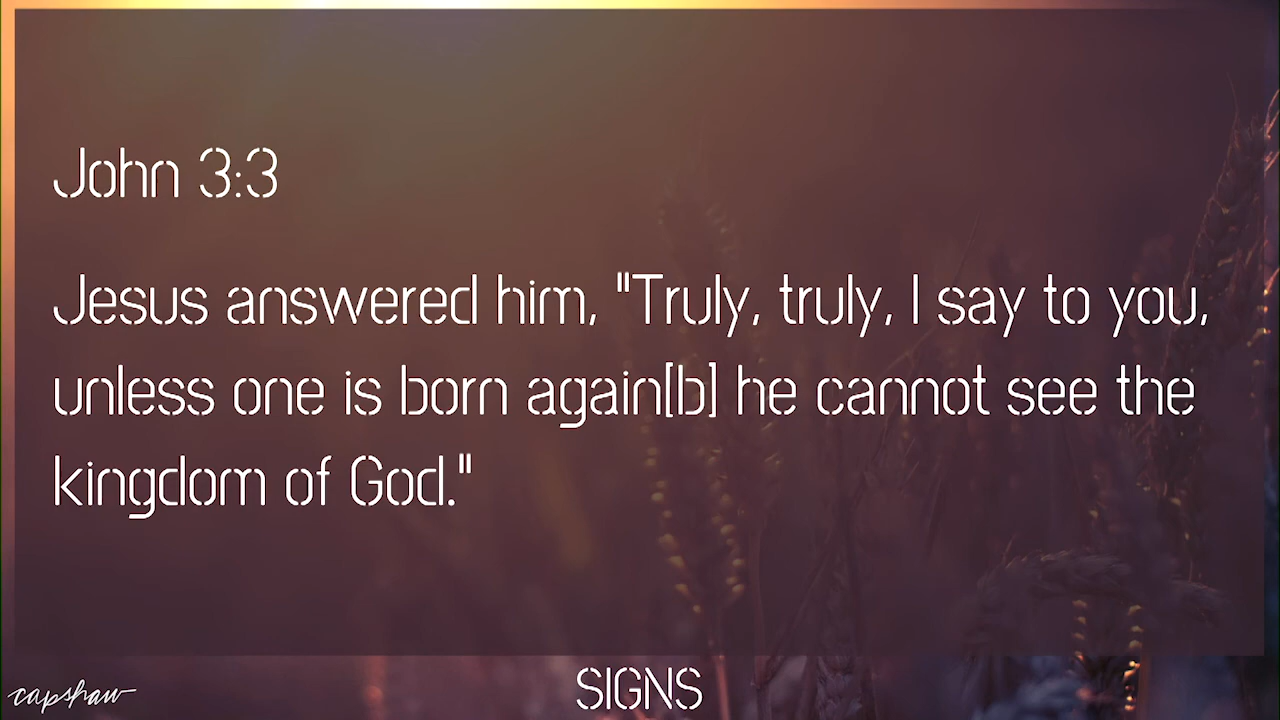 John 3:3
Jesus answered him, "Truly, truly, I say to you,
unless one is born again[b] he cannot see the
kingdom of God."
SIGNS
capshaw